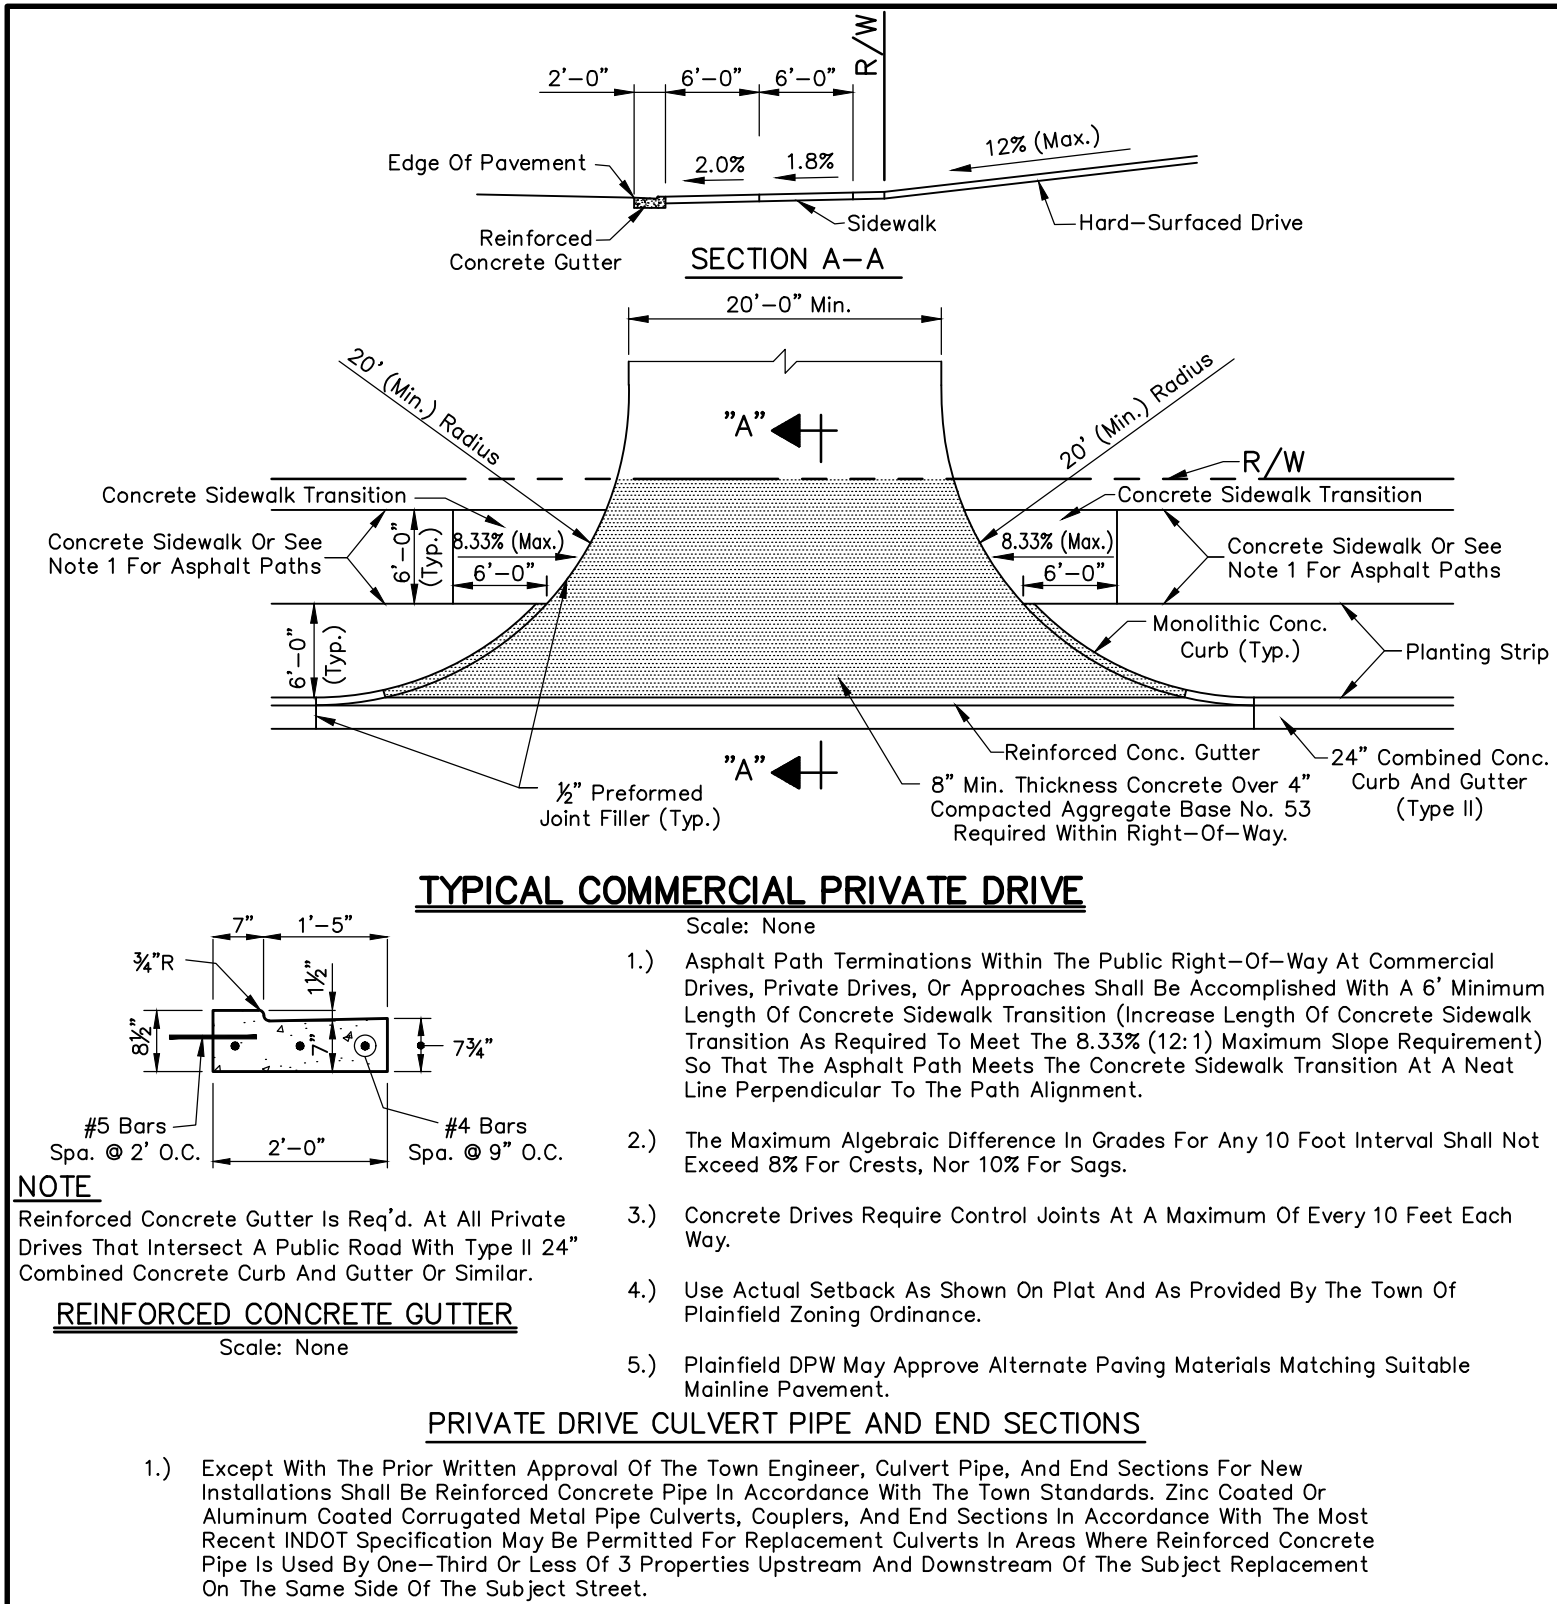 R/W
2'-0"
6'-0"
6'-0"
Edge Of Pavement
2.0%
1.8%
12% (Max.)
Reinforced
Concrete Gutter
Sidewalk
Hard-Surfaced Drive
SECTION A-A
20'-0" Min.
20' (Min.) Radius
20' (Min.) Radius
"A"
R/W
Concrete Sidewalk Transition
Concrete Sidewalk Transition
Concrete Sidewalk Or See
Note 1 For Asphalt Paths
6'-0"
(Typ.)
8.33% (Max.)
6'-0"
8.33% (Max.)
6'-0"
Concrete Sidewalk Or See
Note 1 For Asphalt Paths
6'-0"
(Typ.)
Monolithic Conc.
Curb (Typ.)
Planting Strip
"A"
½" Preformed
Joint Filler (Typ.)
Reinforced Conc. Gutter
8" Min. Thickness Concrete Over 4"
Compacted Aggregate Base No. 53
Required Within Right-Of-Way.
24" Combined Conc.
Curb And Gutter
(Type II)
TYPICAL COMMERCIAL PRIVATE DRIVE
Scale: None
7"
1'-5"
¾"R
1½"
8½"
7"
7¾"
#5 Bars
Spa. @ 2' O.C.
2'-0"
#4 Bars
Spa. @ 9" O.C.
NOTE
Reinforced Concrete Gutter Is Req'd. At All Private
Drives That Intersect A Public Road With Type II 24"
Combined Concrete Curb And Gutter Or Similar.
REINFORCED CONCRETE GUTTER
Scale: None
1.) Asphalt Path Terminations Within The Public Right-Of-Way At Commercial
Drives, Private Drives, Or Approaches Shall Be Accomplished With A 6' Minimum
Length Of Concrete Sidewalk Transition (Increase Length Of Concrete Sidewalk
Transition As Required To Meet The 8.33% (12:1) Maximum Slope Requirement)
So That The Asphalt Path Meets The Concrete Sidewalk Transition At A Neat
Line Perpendicular To The Path Alignment.
2.) The Maximum Algebraic Difference In Grades For Any 10 Foot Interval Shall Not
Exceed 8% For Crests, Nor 10% For Sags.
3.) Concrete Drives Require Control Joints At A Maximum Of Every 10 Feet Each
Way.
4.) Use Actual Setback As Shown On Plat And As Provided By The Town Of
Plainfield Zoning Ordinance.
5.) Plainfield DPW May Approve Alternate Paving Materials Matching Suitable
Mainline Pavement.
PRIVATE DRIVE CULVERT PIPE AND END SECTIONS
1.) Except With The Prior Written Approval Of The Town Engineer, Culvert Pipe, And End Sections For New
Installations Shall Be Reinforced Concrete Pipe In Accordance With The Town Standards. Zinc Coated Or
Aluminum Coated Corrugated Metal Pipe Culverts, Couplers, And End Sections In Accordance With The Most
Recent INDOT Specification May Be Permitted For Replacement Culverts In Areas Where Reinforced Concrete
Pipe Is Used By One-Third Or Less Of 3 Properties Upstream And Downstream Of The Subject Replacement
On The Same Side Of The Subject Street.